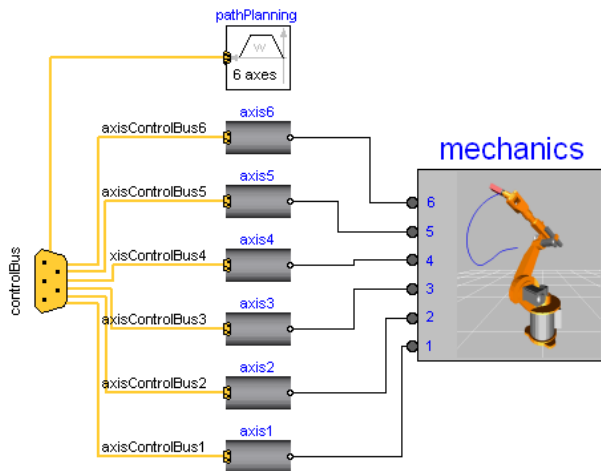 pathPlanning
W
6 axes
axis6
axisControlBus6
mechanics
axis5
axisControlBus5
6
axis4
5
xisControlBus4
4
controlBus
axis3
3
axisControlBus3
2
axis2
1
axisControlBus2
axis1
axisControlBus1